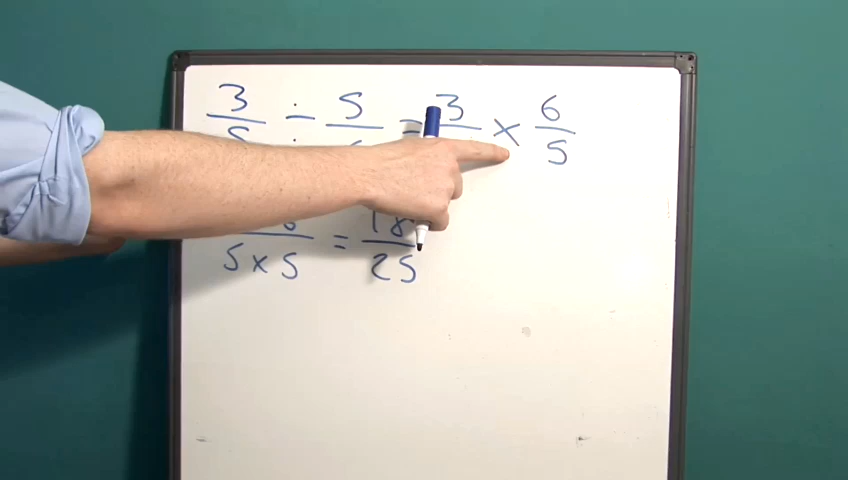 3/5 ÷ 5/ = 3/ × 6/5
6/5 × 5 = 18/25